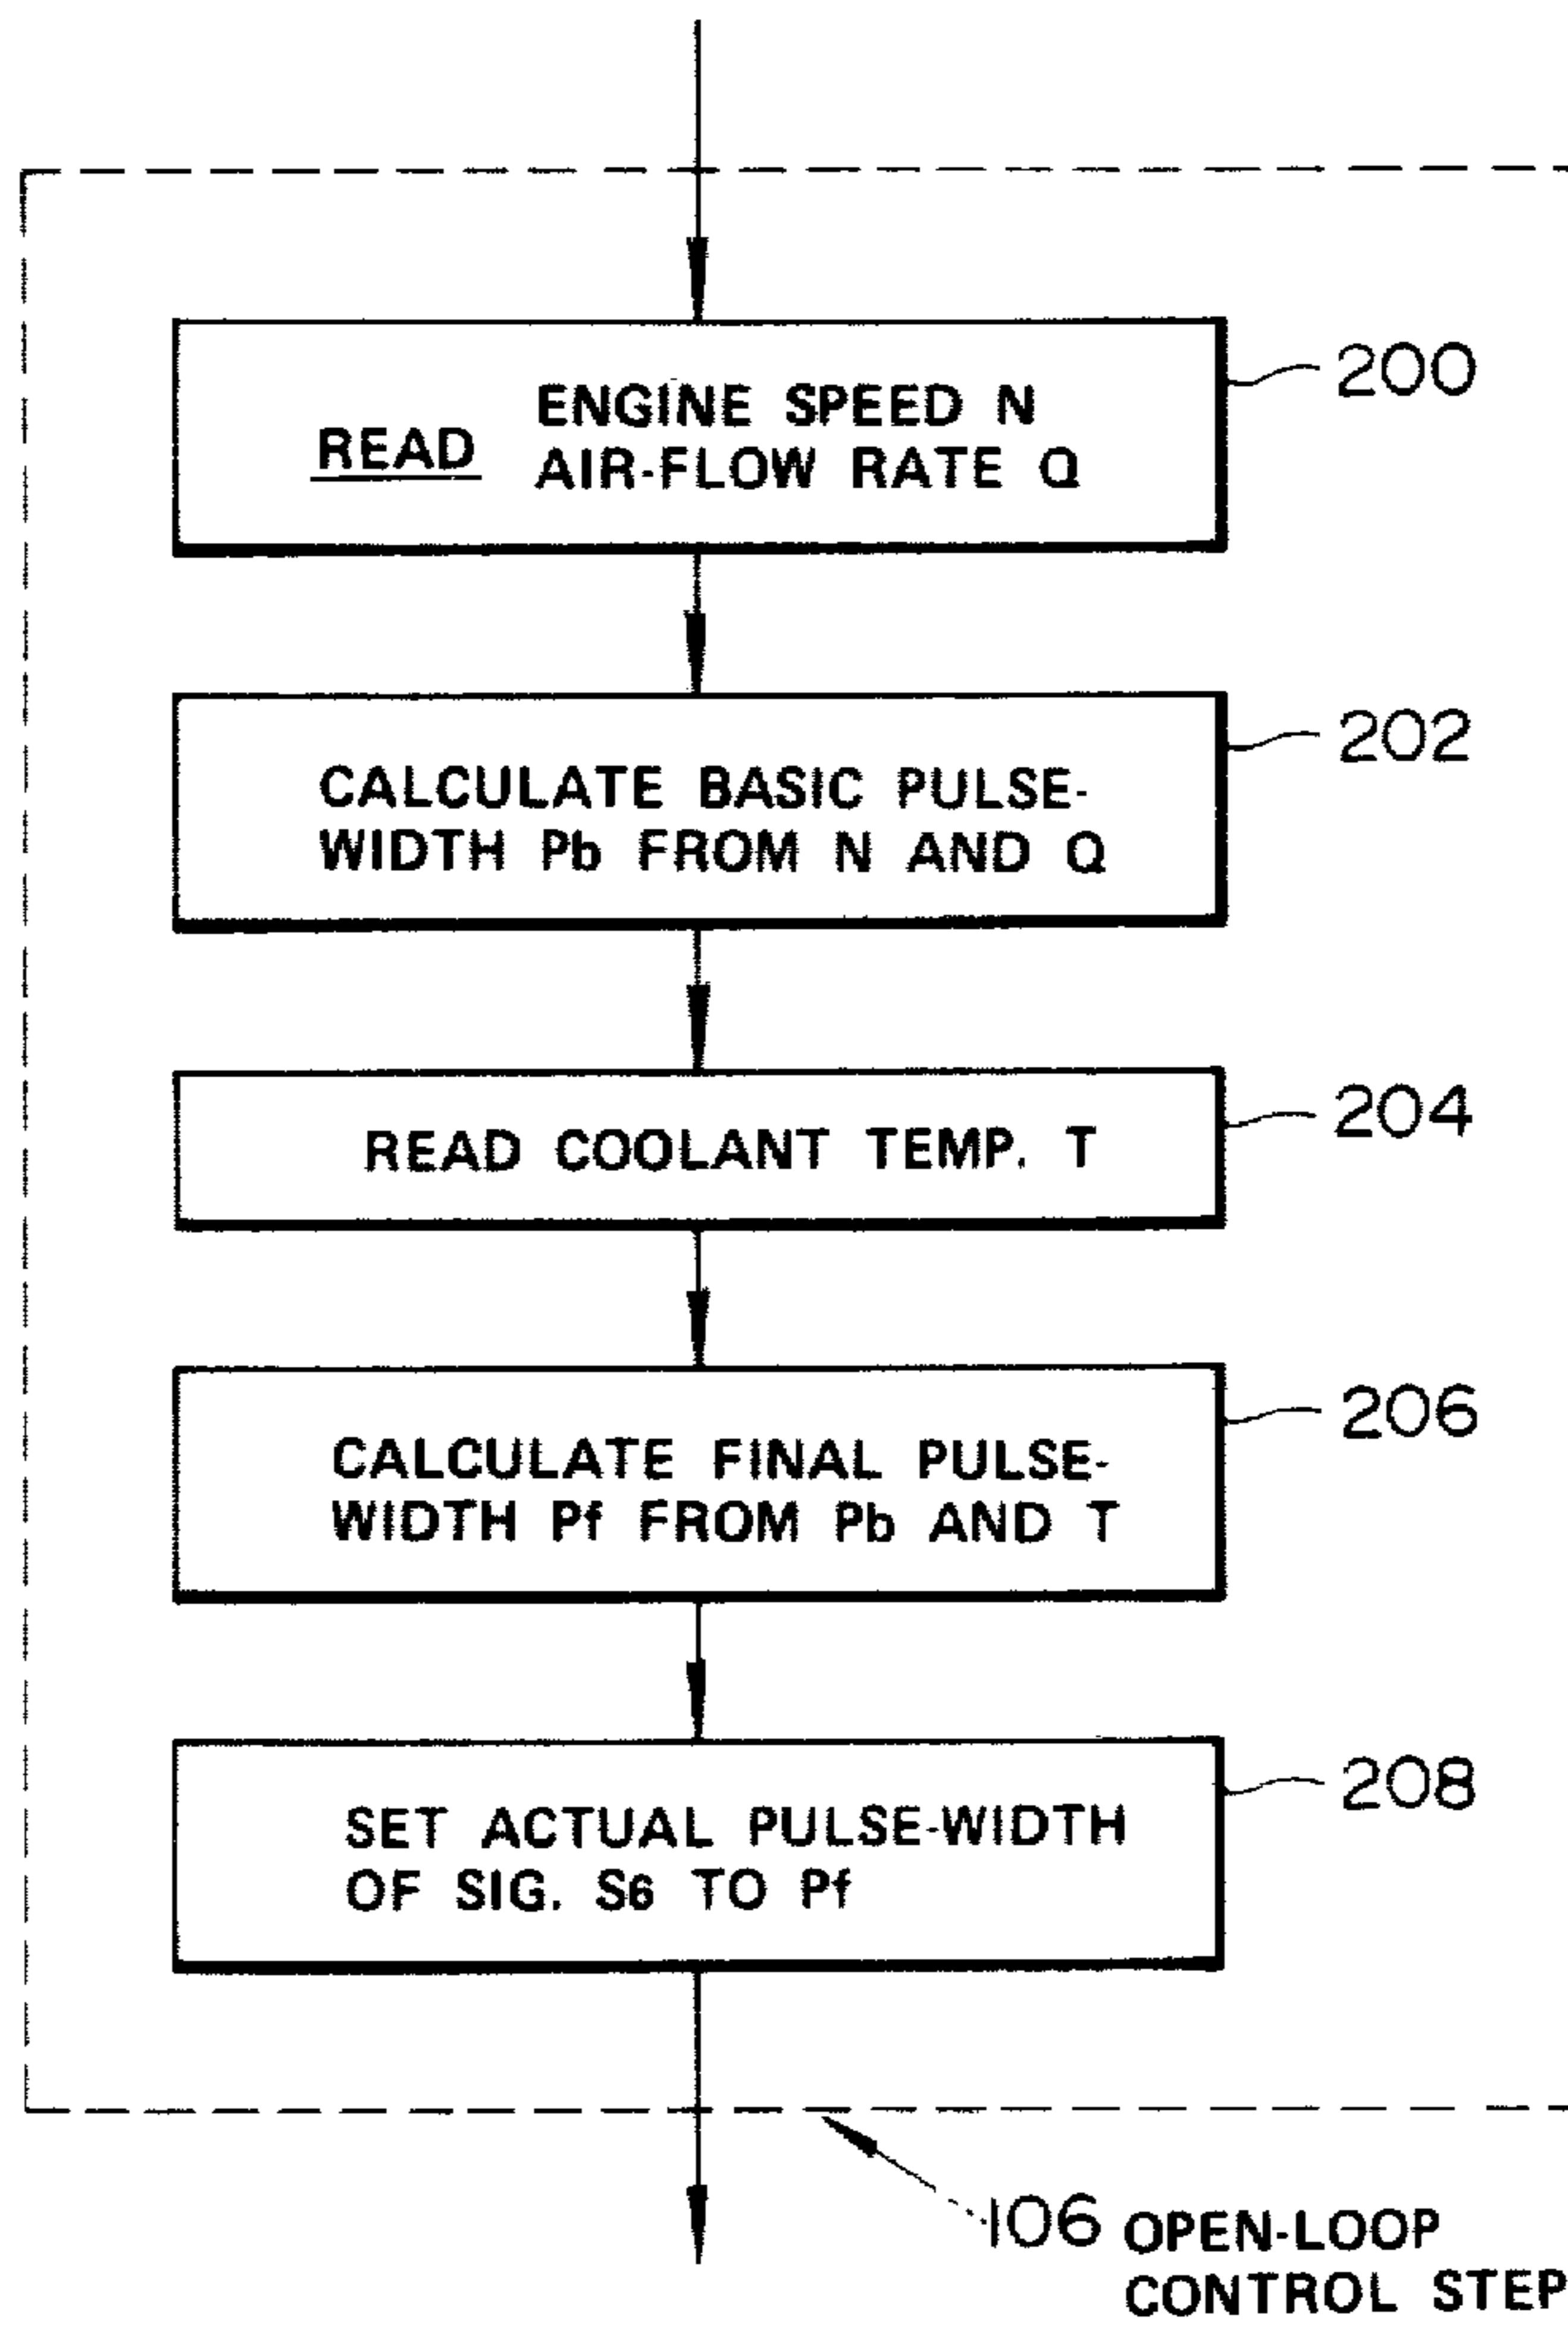 200
ENGINE SPEED N
READ
AIR-FLOW RATE Q
202
CALCULATE BASIC PULSE-
WIDTH Pb FROM N AND Q
204
READ COOLANT TEMP. T
206
CALCULATE FINAL PULSE-
WIDTH Pf FROM Pb AND T
208
SET ACTUAL PULSE-WIDTH
OF SIG. S6 TO Pf
106 OPEN-LOOP
CONTROL STEP